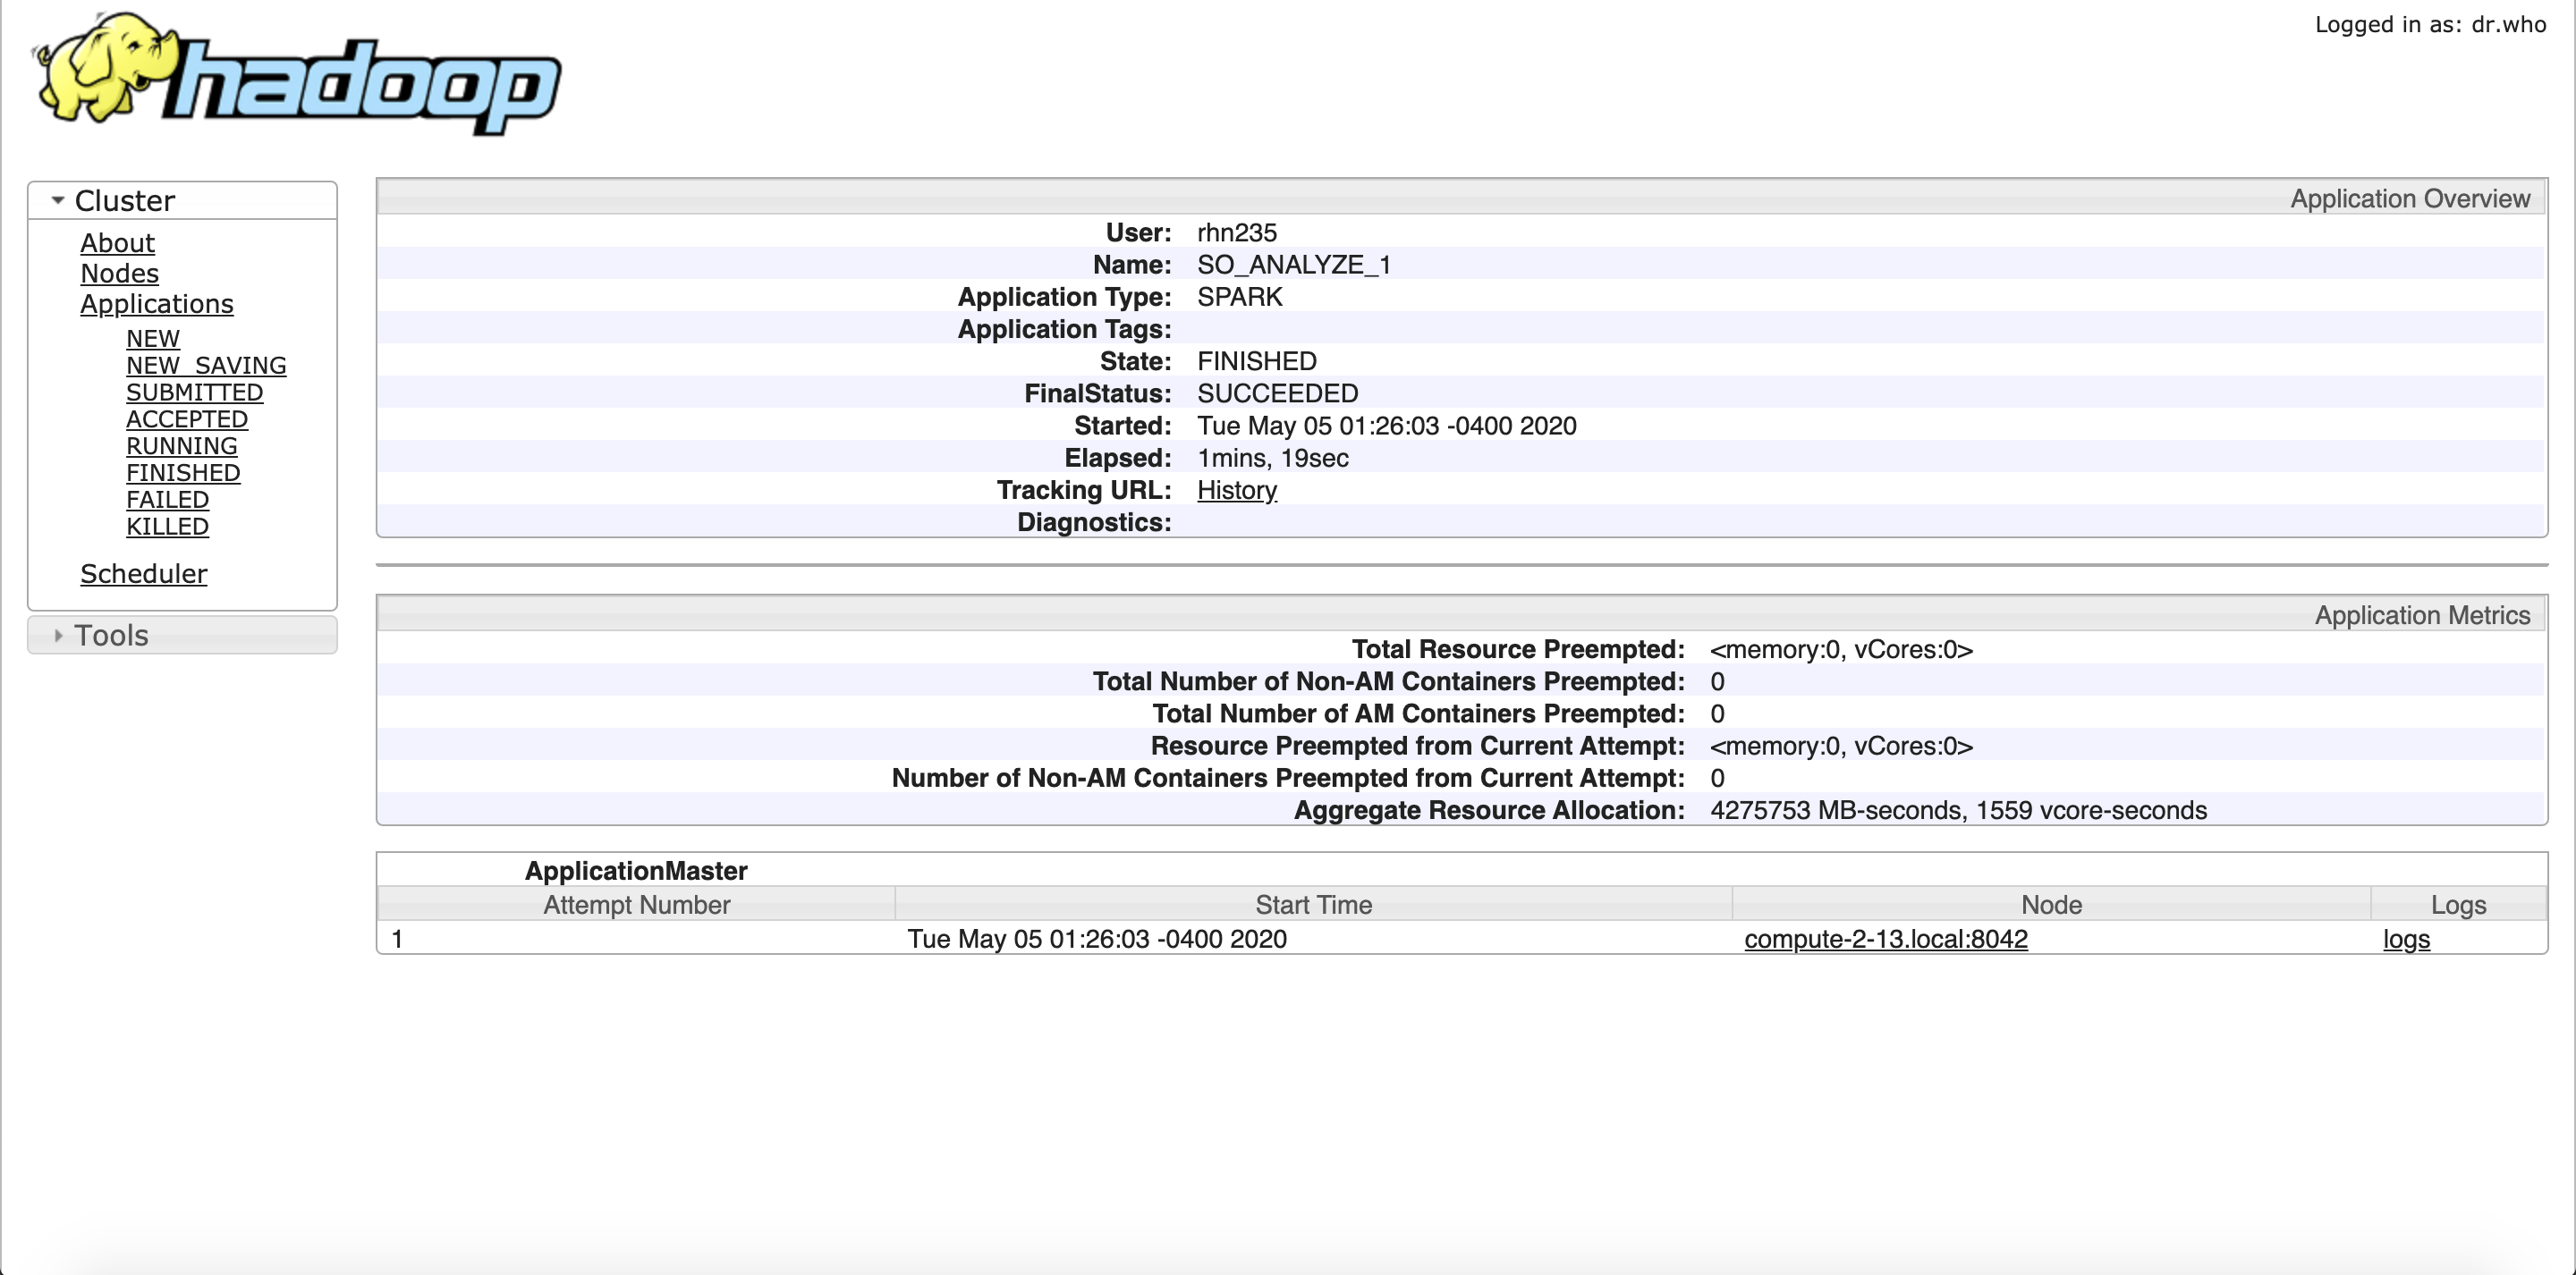 hadoop
Logged in as: dr.who
Cluster
About
Nodes
Applications
NEW
NEW_SAVING
SUBMITTED
ACCEPTED
RUNNING
FINISHED
FAILED
KILLED
Scheduler
Tools
Application Overview
User: rhn235
Name: SO_ANALYZE_1
Application Type: SPARK
Application Tags:
State: FINISHED
FinalStatus: SUCCEEDED
Started: Tue May 05 01:26:03 -0400 2020
Elapsed: 1mins, 19sec
Tracking URL: History
Diagnostics:
Application Metrics
Total Resource Preempted: <memory:0, vCores:0>
Total Number of Non-AM Containers Preempted: 0
Total Number of AM Containers Preempted: 0
Resource Preempted from Current Attempt: <memory:0, vCores:0>
Number of Non-AM Containers Preempted from Current Attempt: 0
Aggregate Resource Allocation: 4275753 MB-seconds, 1559 vcore-seconds
ApplicationMaster
Attempt Number Start Time Node Logs
1 Tue May 05 01:26:03 -0400 2020 compute-2-13.local:8042 logs